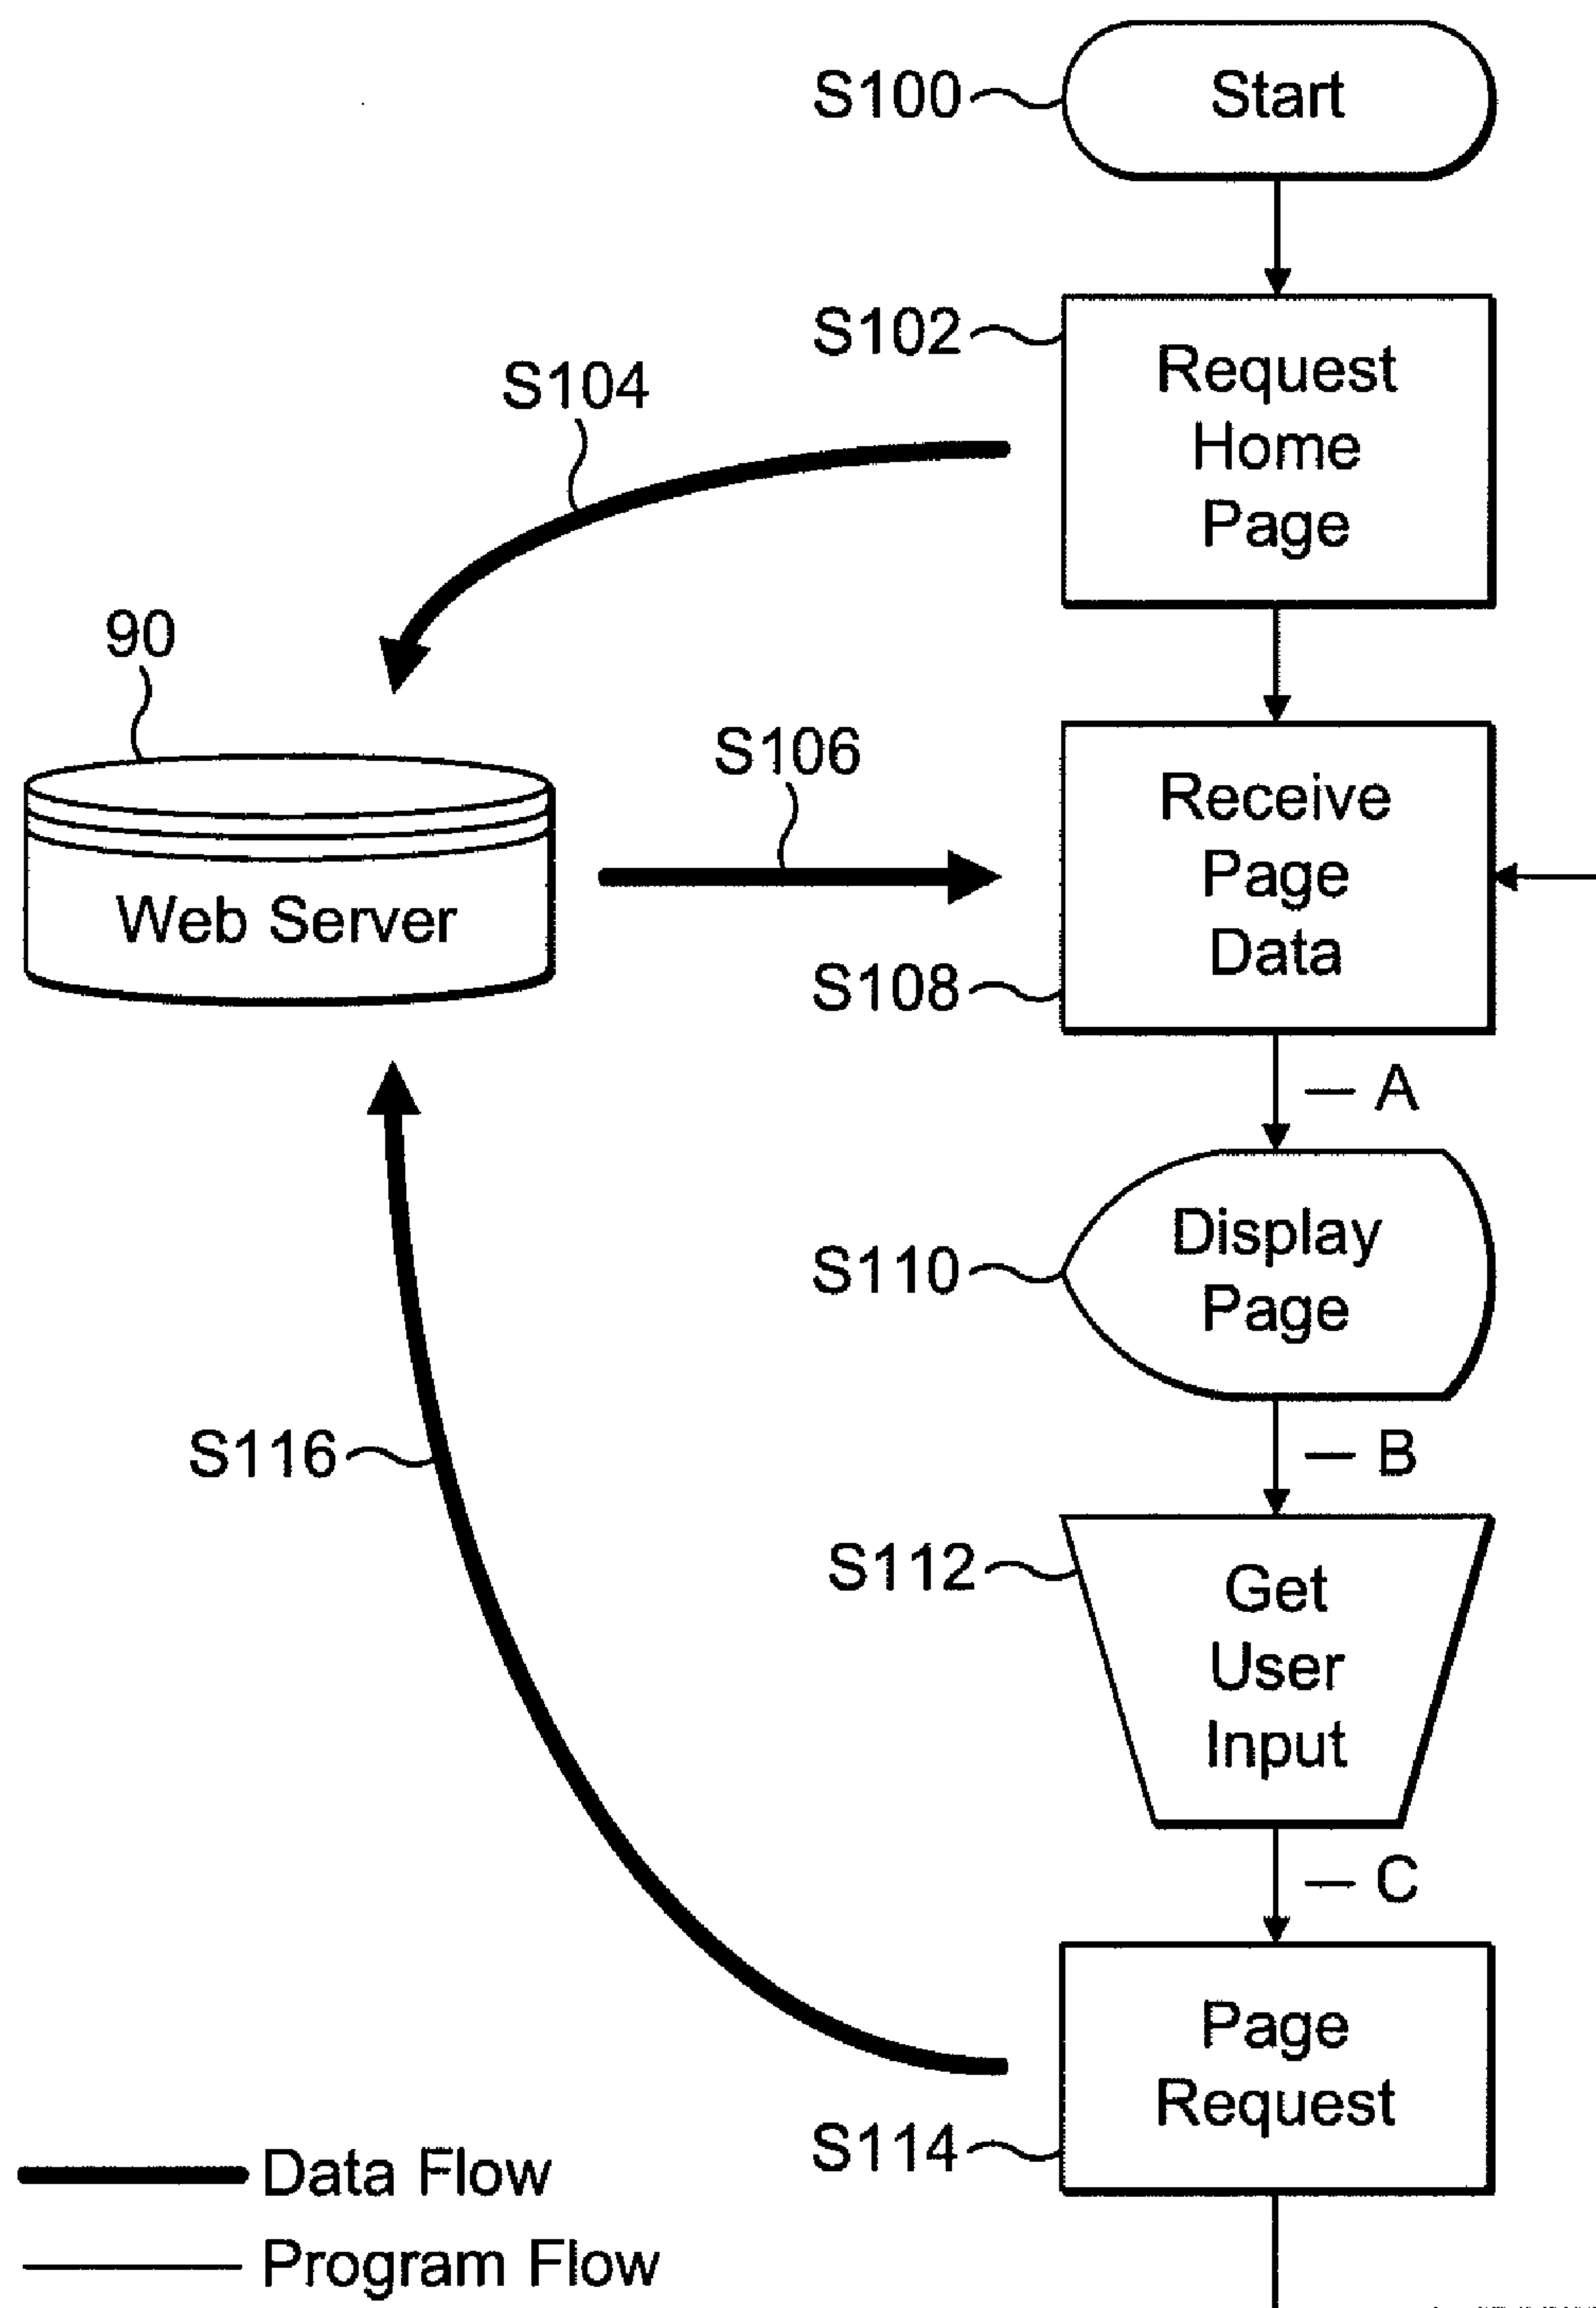 S100
Start
S102
Request
Home
Page
S104
90
S106
Receive
Page
Data
Web Server
S108
— A
Display
Page
S110
— B
S112
Get
User
Input
S116
— C
Page
Request
S114
Data Flow
Program Flow